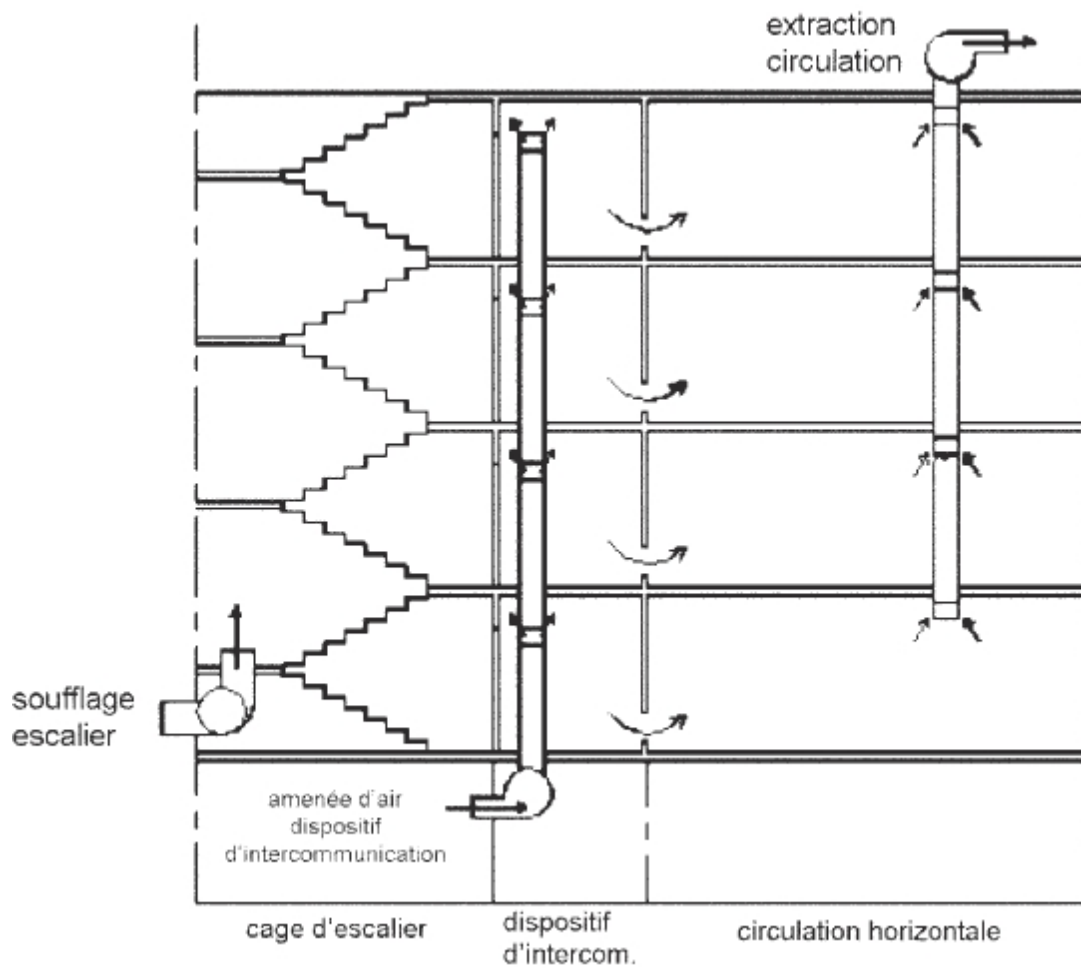 extraction
circulation
soufflage
escalier
amenée d'air
dispositif
d'intercommunication
cage d'escalier
dispositif
d'intercom.
circulation horizontale